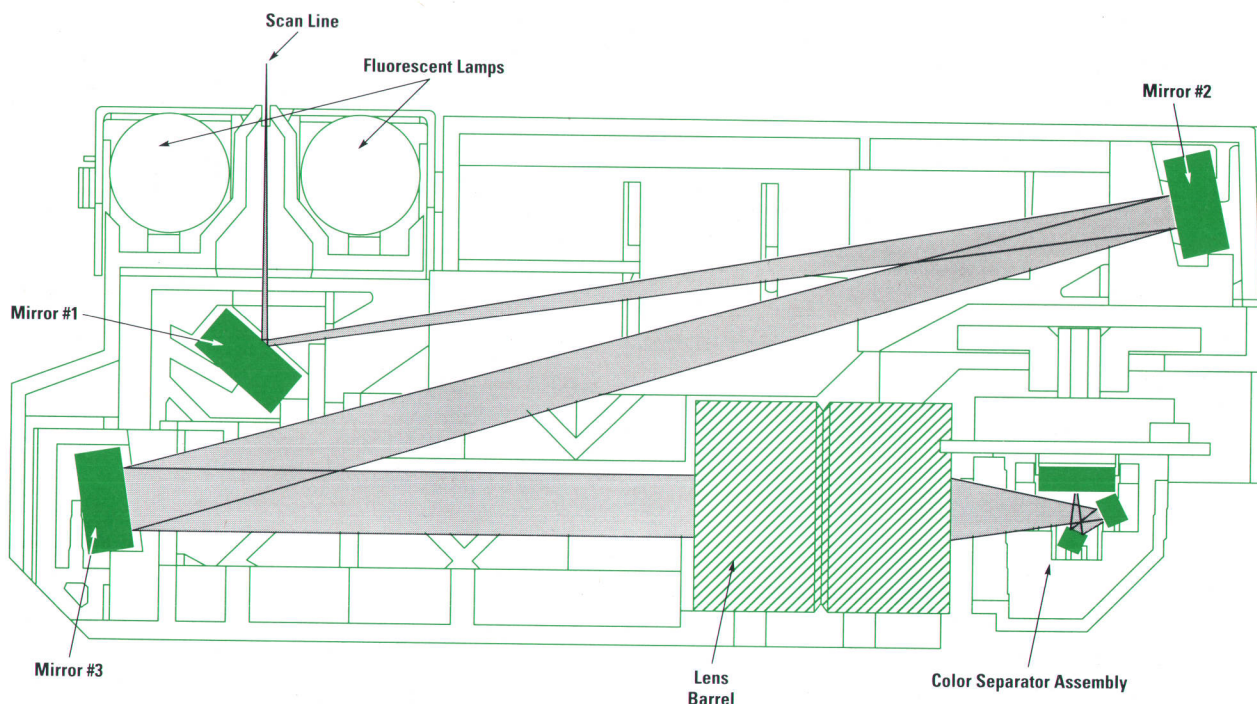 Scan Line
Fluorescent Lamps
Mirror #2
Mirror #1
Mirror #3
Lens
Barrel
Color Separator Assembly